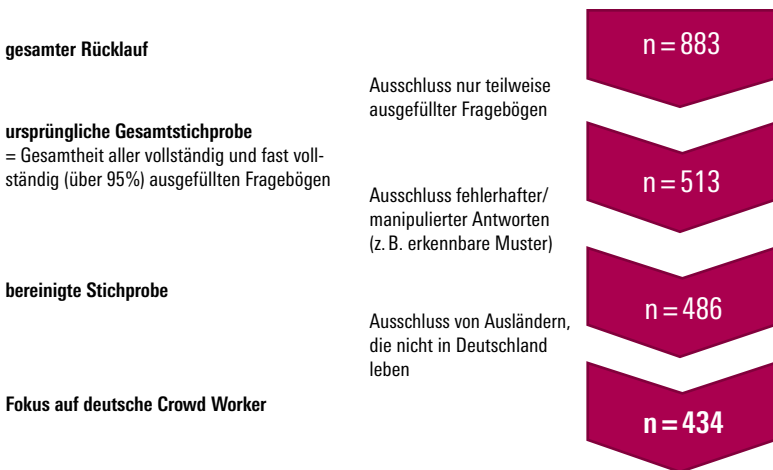 gesamter Rücklauf
n = 883
Ausschluss nur teilweise
ausgefüllter Fragebögen
ursprüngliche Gesamtstichprobe
= Gesamtheit aller vollständig und fast voll-
ständig (über 95%) ausgefüllten Fragebögen
n = 513
Ausschluss fehlerhafter/
manipulierter Antworten
(z. B. erkennbare Muster)
bereinigte Stichprobe
n = 486
Ausschluss von Ausländern,
die nicht in Deutschland
leben
Fokus auf deutsche Crowd Worker
n = 434